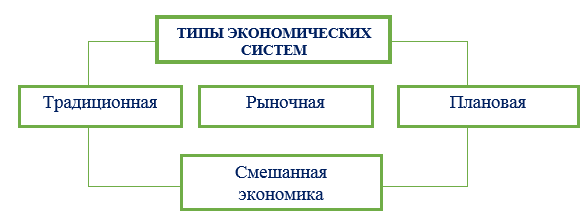 ТИПЫ ЭКОНОМИЧЕСКИХ
СИСТЕМ
Традиционная
Рыночная
Плановая
Смешанная
экономика